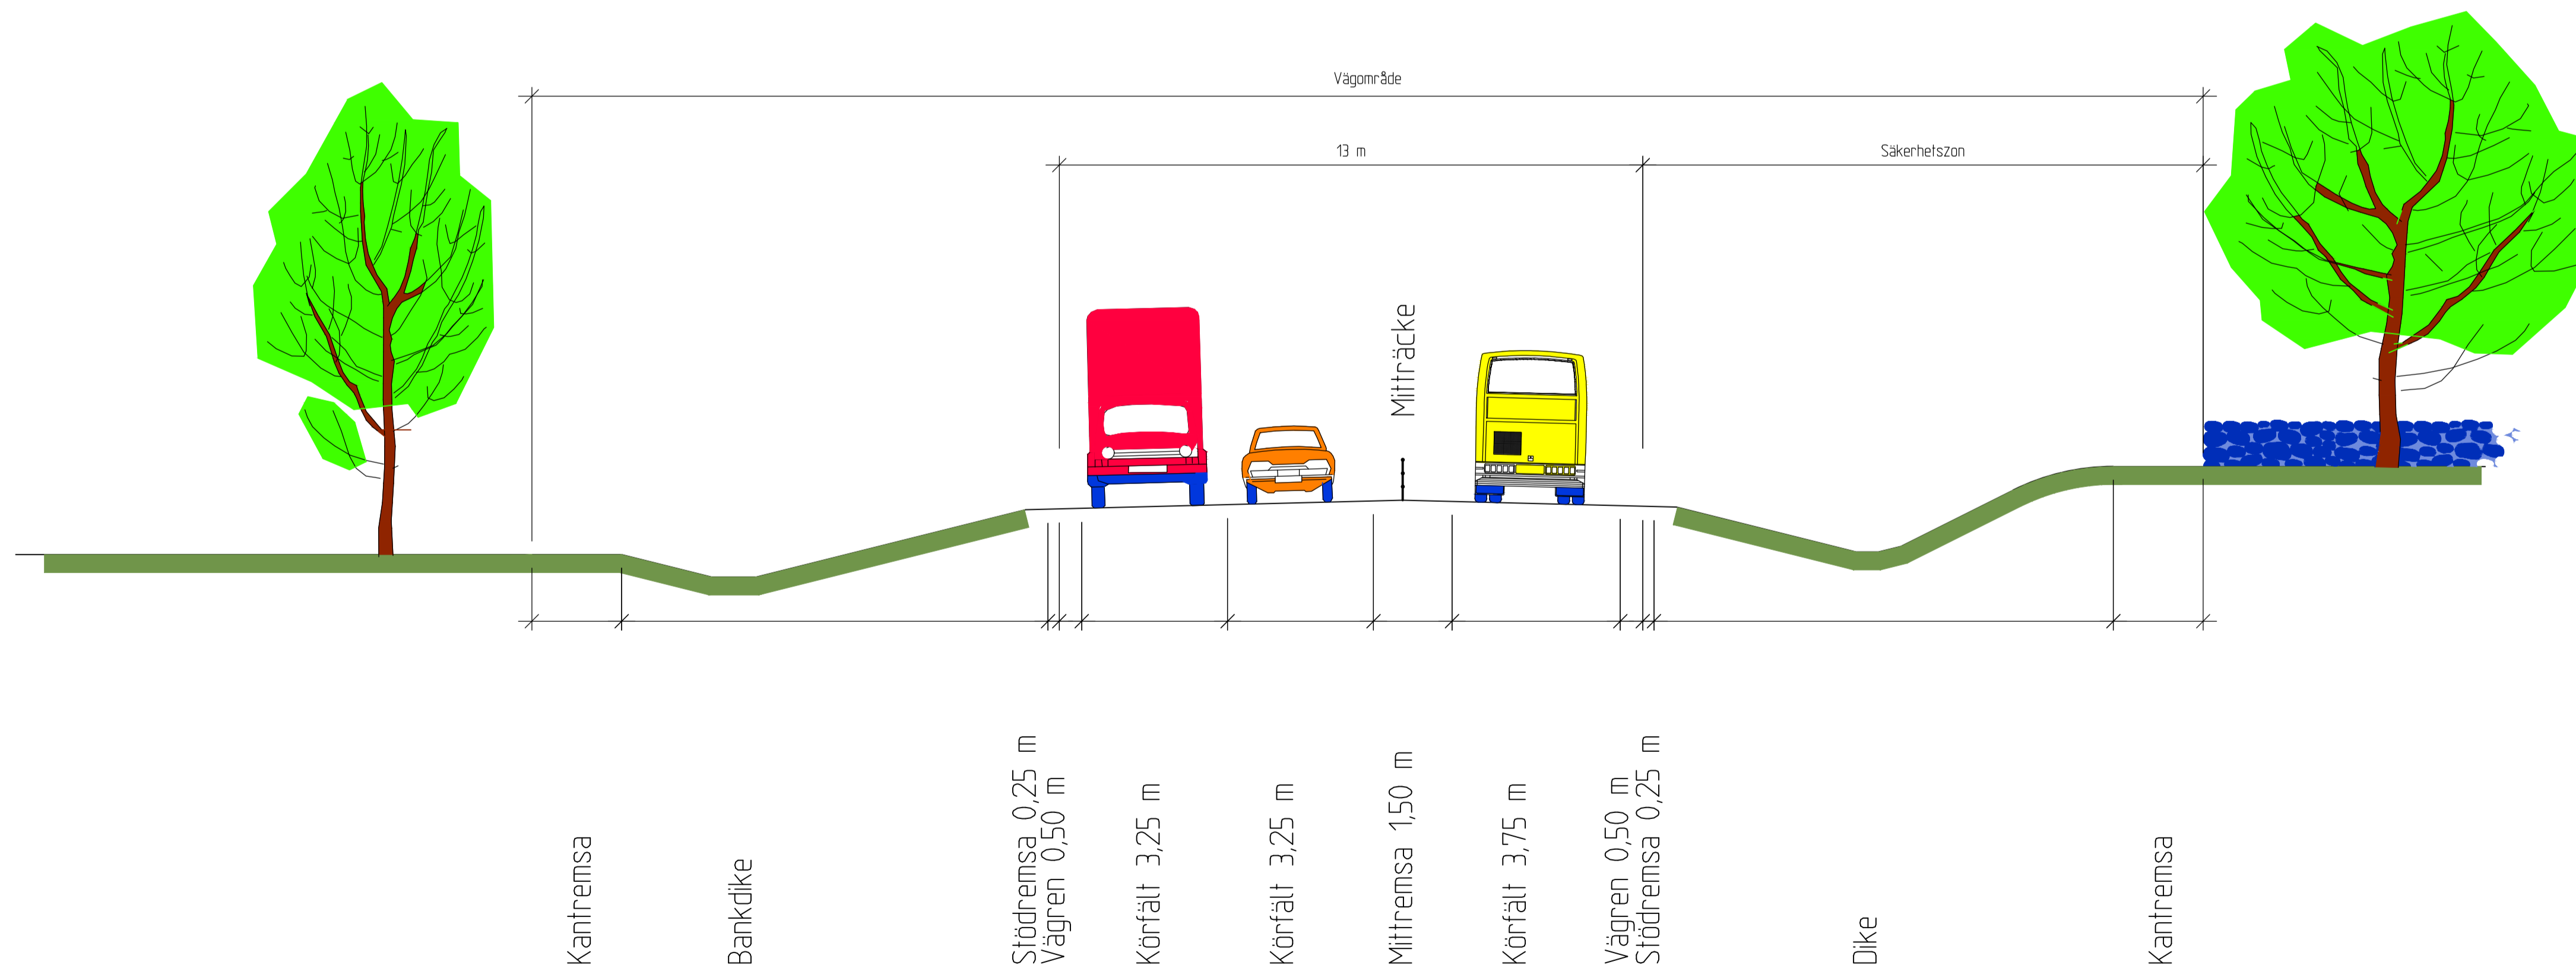 Vägområde
13 m
Säkerhetszon
Mitträcke
Kantremsa
Bankdike
Stödremsa 0,25 m
Vägren 0,50 m
Körfält 3,25 m
Körfält 3,25 m
Mittremsa 1,50 m
Körfält 3,75 m
Vägren 0,50 m
Stödremsa 0,25 m
Dike
Kantremsa